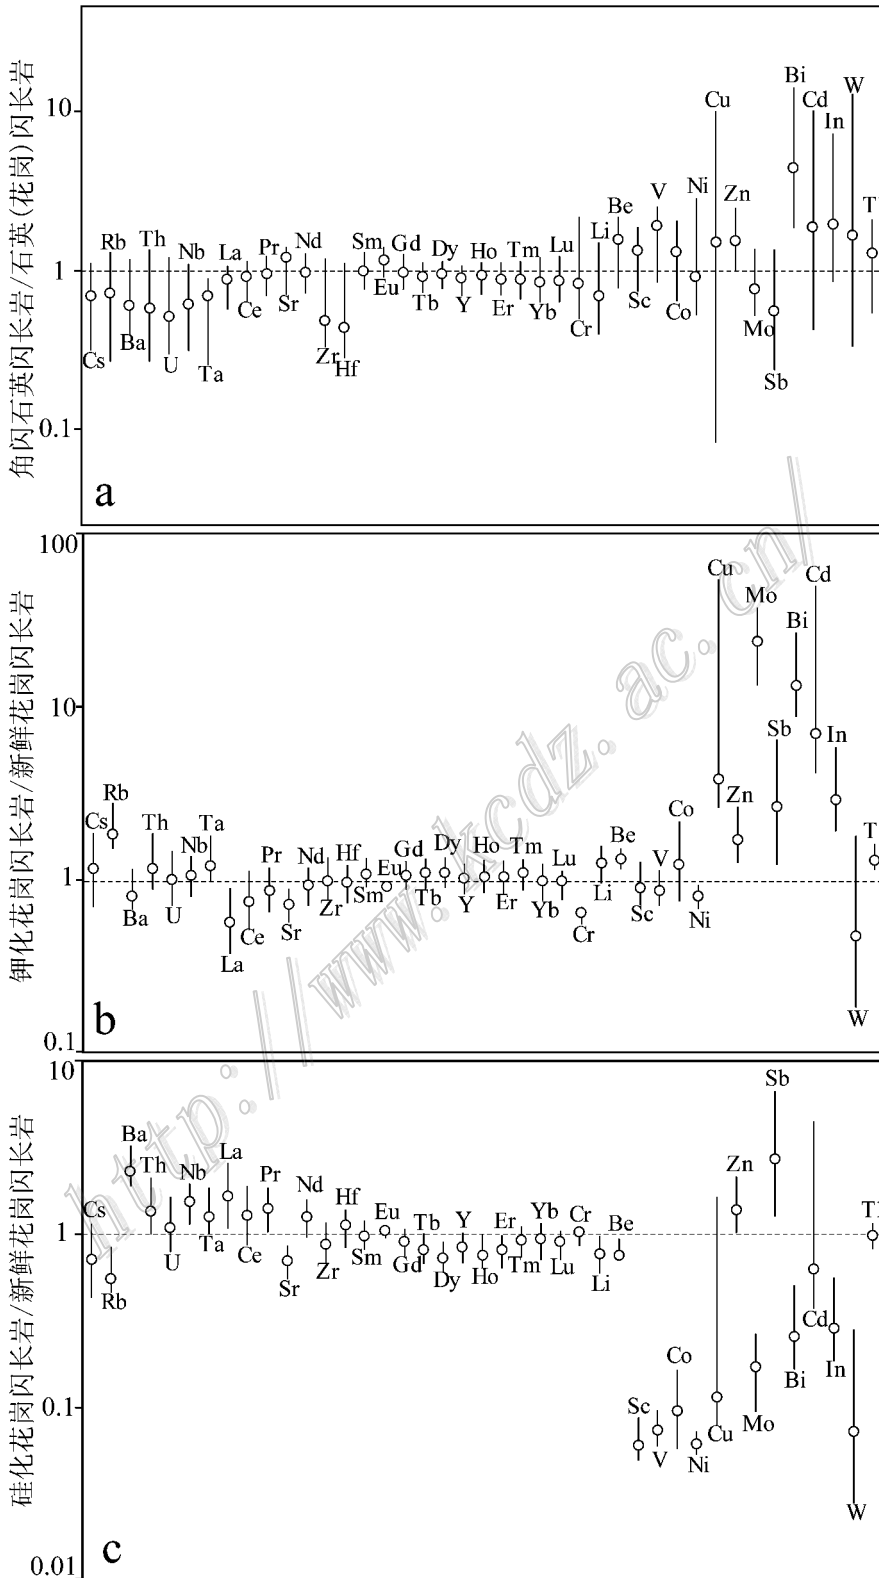 角闪石英闪长岩/石英(花岗)闪长岩
10
1
0.1
Bi
Cd
W
In
Cu
V
Ni
Zn
Be
Tl
Rb
Th
Nb
La
Pr
Nd
Sm
Gd
Dy
Ho
Tm
Lu
Li
Cs
Ba
U
Ta
Ce
Sr
Zr
Hf
Eu
Tb
Y
Er
Yb
Cr
Sc
Co
Mo
Sb
a
钾化花岗闪长岩/新鲜花岗闪长岩
100
10
1
0.1
Cu
Cd
Mo
Bi
Sb
In
Zn
Co
Tl
Cs
Rb
Th
Nb
Ta
Pr
Nd
Hf
Eu
Gd
Dy
Ho
Tm
Lu
Be
V
Ba
U
La
Ce
Sr
Zr
Sm
Tb
Y
Er
Yb
Cr
Li
Sc
Ni
W
b
硅化花岗闪长岩/新鲜花岗闪长岩
10
1
0.1
0.01
Sb
Ba
La
Th
Nb
Pr
Nd
Hf
Eu
Tb
Y
Er
Yb
Cr
Be
Zn
Tl
Cs
Rb
U
Ta
Ce
Sr
Zr
Sm
Gd
Dy
Ho
Tm
Lu
Li
Co
Cd
In
Bi
Sc
V
Ni
Cu
Mo
W
c
http://www.kcdz.ac.cn/